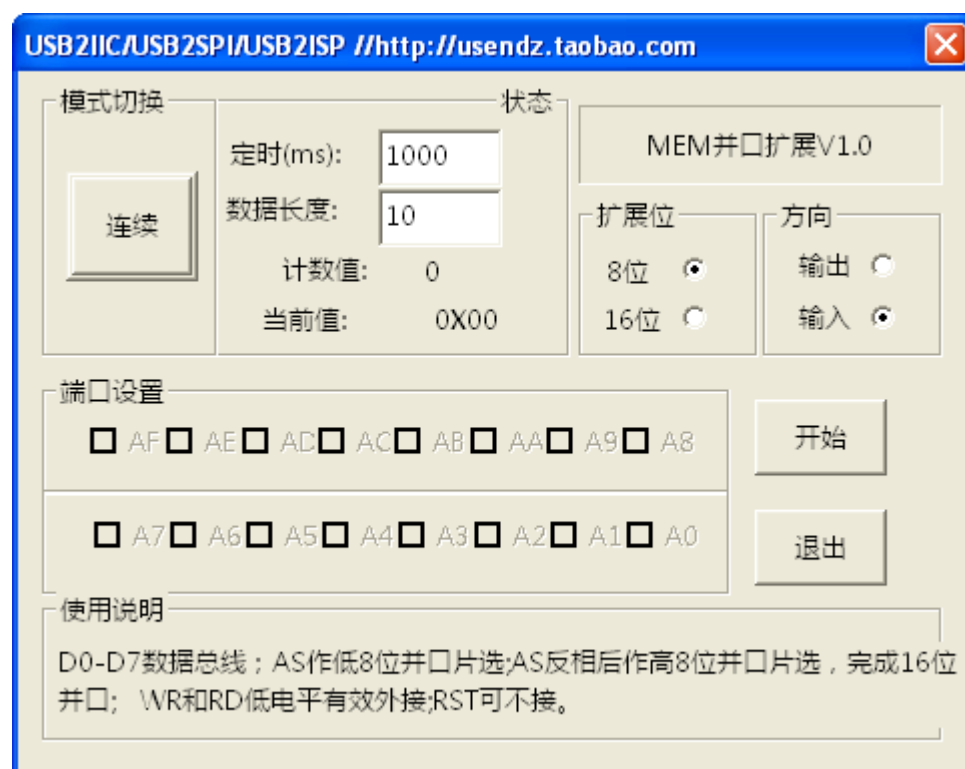 USB2IIC/USB2SPI/USB2ISP //http://usendz.taobao.com
模式切换
状态
连续
定时(ms): 1000
数据长度: 10
计数值: 0
当前值: 0X00
MEM并口扩展V1.0
扩展位
8位
16位
方向
输出
输入
端口设置
AF AE AD AC AB AA A9 A8
A7 A6 A5 A4 A3 A2 A1 A0
开始
退出
使用说明
D0-D7数据总线；AS作低8位并口片选;AS反相后作高8位并口片选，完成16位
并口; WR和RD低电平有效外接;RST可不接。